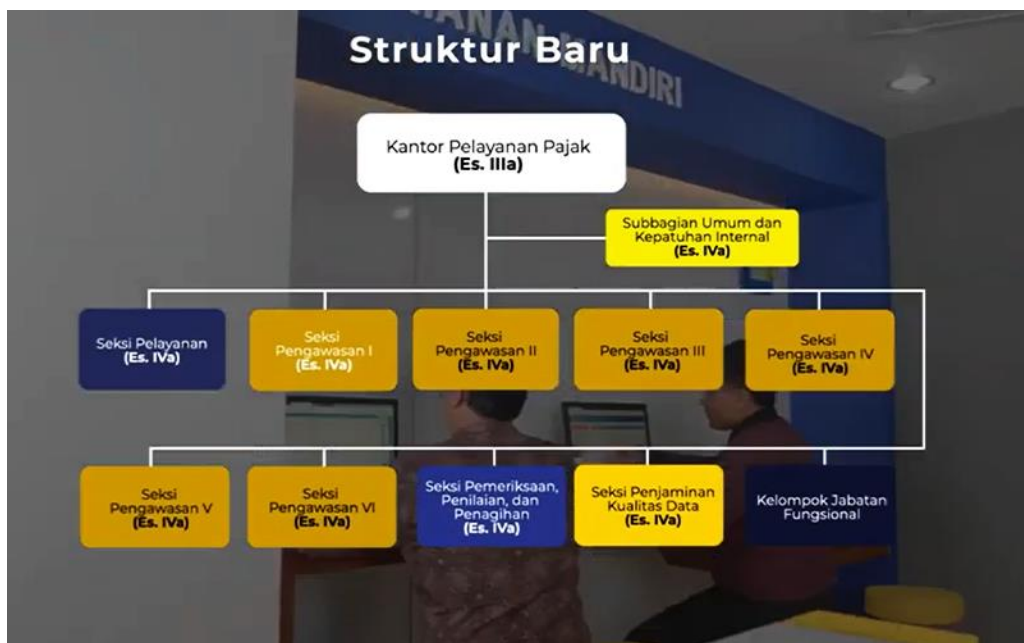 ANAN MANDIRI
Struktur Baru
Kantor Pelayanan Pajak
(Es. IIIa)
Subbagian Umum dan
Kepatuhan Internal
(Es. IVa)
Seksi Pelayanan
(Es. IVa)
Seksi
Pengawasan I
(Es. IVa)
Seksi
Pengawasan II
(Es. IVa)
Seksi
Pengawasan III
(Es. IVa)
Seksi
Pengawasan IV
(Es. IVa)
Seksi
Pengawasan V
(Es. IVa)
Seksi
Pengawasan VI
(Es. IVa)
Seksi Pemeriksaan,
Penilaian, dan
Penagihan
(Es. IVa)
Seksi Penjaminan
Kualitas Data
(Es. IVa)
Kelompok Jabatan
Fungsional